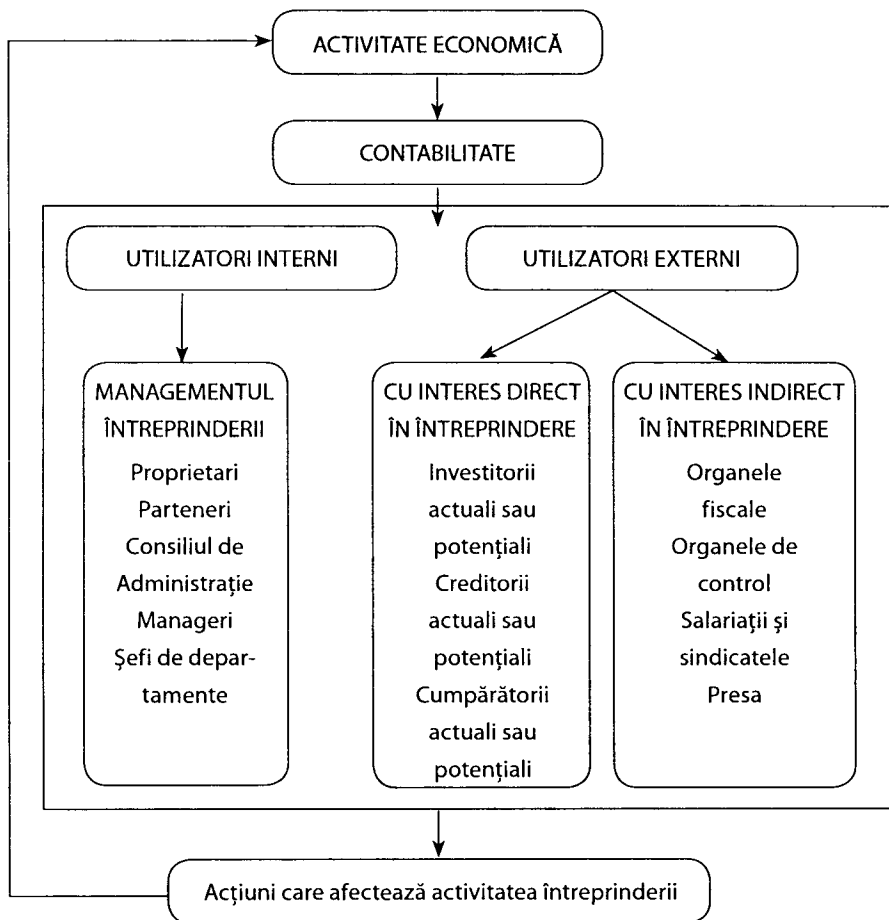 ACTIVITATE ECONOMICĂ
CONTABILITATE
UTILIZATORI INTERNI
UTILIZATORI EXTERNI
MANAGEMENTUL
ÎNTREPRINDERII
Proprietari
Parteneri
Consiliul de
Administrație
Manageri
Șefi de depar-
tamente
CU INTERES DIRECT
ÎN ÎNTREPRINDERE
Investitorii
actuali sau
potențiali
Creditorii
actuali sau
potențiali
Cumpărătorii
actuali sau
potențiali
CU INTERES INDIRECT
ÎN ÎNTREPRINDERE
Organele
fiscale
Organele de
control
Salariații și
sindicatele
Presa
Acțiuni care afectează activitatea întreprinderii